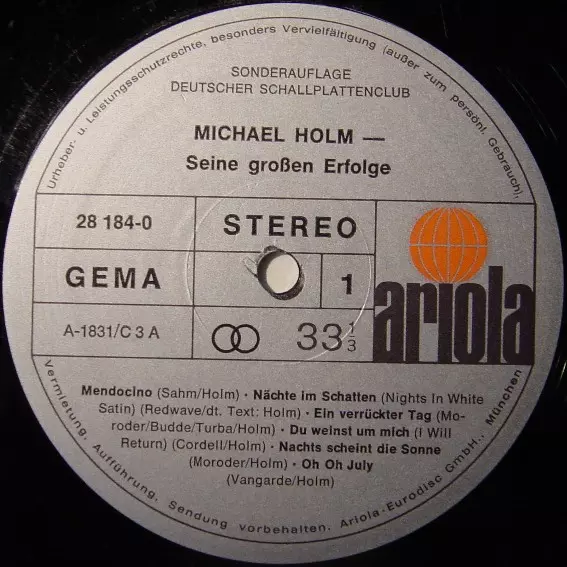 Urheber- u. Leistungsschutzrechte, besonders Vervielfältigung (außer zum persönl. Gebrauch),
SONDERAUFLAGE
DEUTSCHER SCHALLPLATTENCLUB
MICHAEL HOLM —
Seine großen Erfolge
28 184-0
STEREO
GEMA
1
ariola
A-1831/C 3 A
33 1/3
Mendocino (Sahm/Holm) · Nächte im Schatten (Nights In White
Satin) (Redwave/dt. Text: Holm) · Ein verrückter Tag (Mo-
roder/Budde/Turba/Holm) · Du weinst um mich (I Will
Return) (Cordell/Holm) · Nachts scheint die Sonne
(Moroder/Holm) · Oh Oh July
(Vangarde/Holm)
Vermietung, Aufführung, Sendung vorbehalten. Ariola-Eurodisc GmbH., München